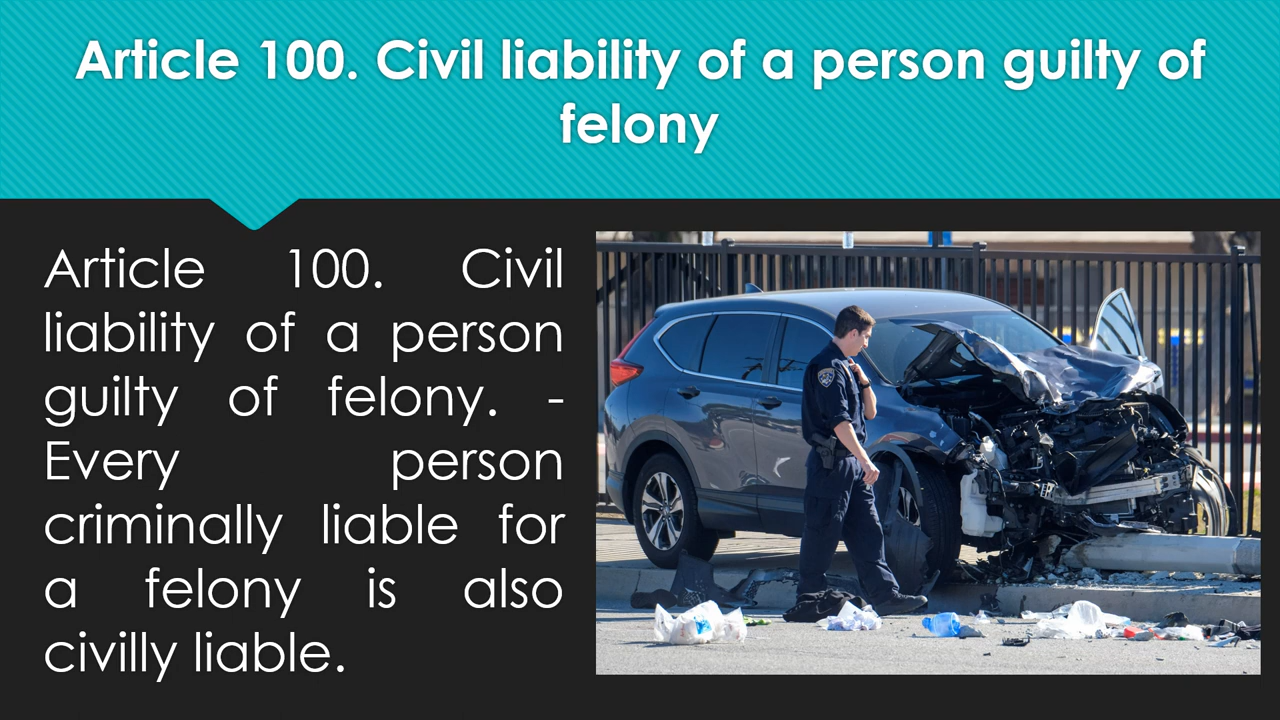 Article 100. Civil liability of a person guilty of
felony
Article 100. Civil
liability of a person
guilty of felony. -
Every person
criminally liable for
a felony is also
civilly liable.